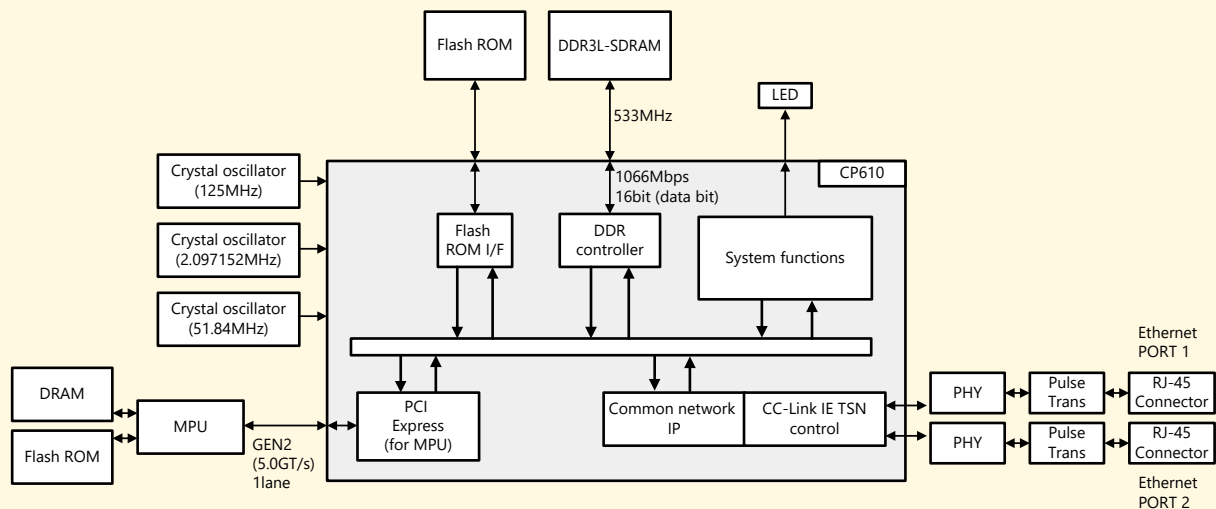 Flash ROM
DDR3L-SDRAM
LED
533MHz
Crystal oscillator
(125MHz)
1066Mbps
16bit (data bit)
CP610
Crystal oscillator
(2.097152MHz)
Flash
ROM I/F
DDR
controller
System functions
Crystal oscillator
(51.84MHz)
Ethernet
PORT 1
DRAM
Flash ROM
MPU
GEN2
(5.0GT/s)
1lane
PCI
Express
(for MPU)
Common network
IP
CC-Link IE TSN
control
PHY
Pulse
Trans
RJ-45
Connector
PHY
Pulse
Trans
RJ-45
Connector
Ethernet
PORT 2